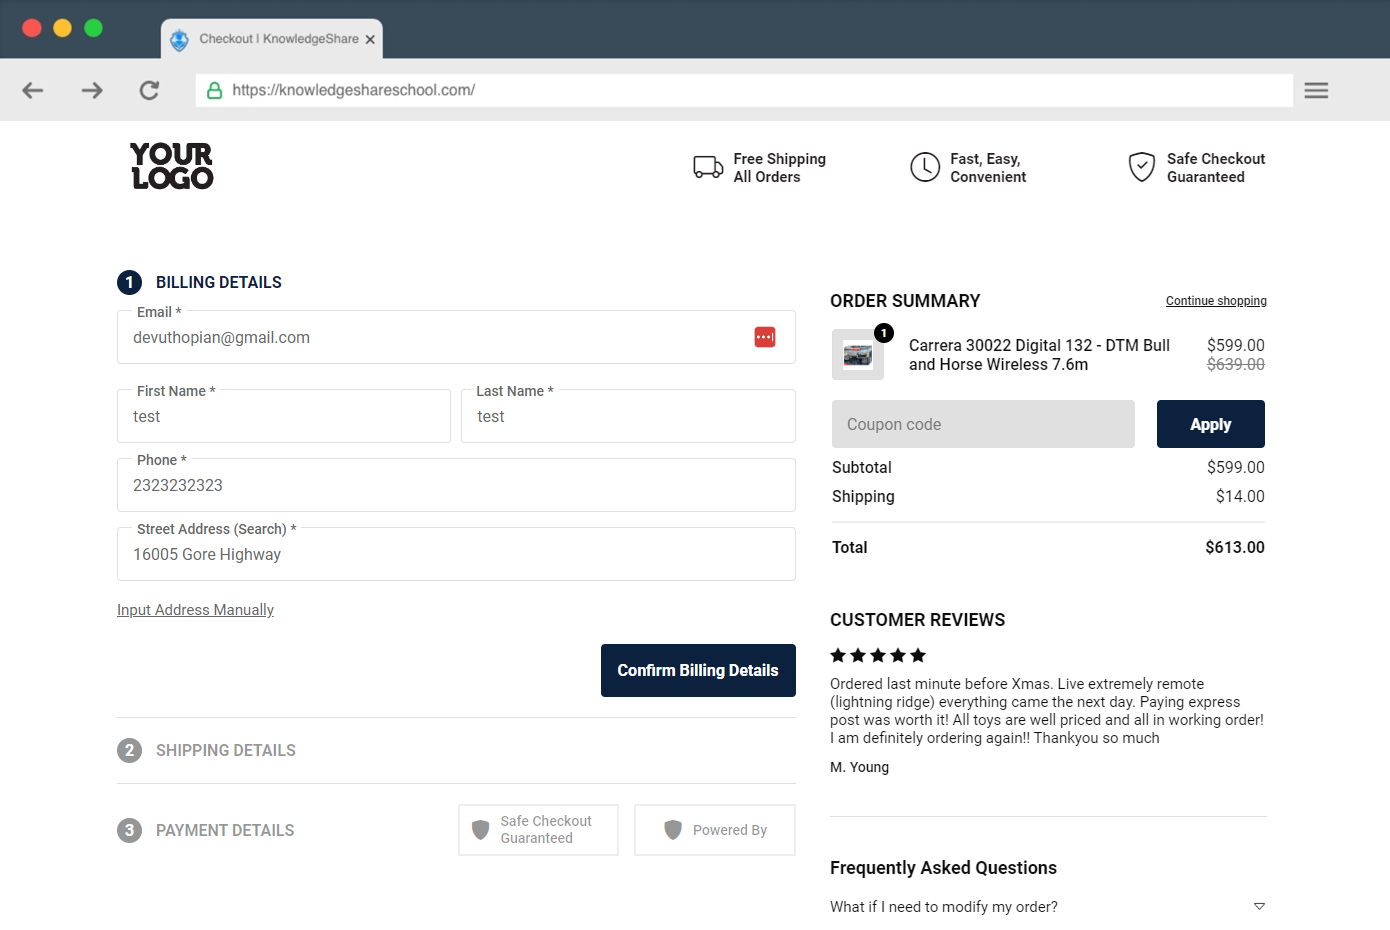 Checkout | KnowledgeShare
https://knowledgeshareschool.com/
YOUR
LOGO
Free Shipping
All Orders
Fast, Easy,
Convenient
Safe Checkout
Guaranteed
1 BILLING DETAILS
Email *
devuthopian@gmail.com
First Name *
test
Last Name *
test
Phone *
2323232323
Street Address (Search) *
16005 Gore Highway
Input Address Manually
Confirm Billing Details
2 SHIPPING DETAILS
3 PAYMENT DETAILS
Safe Checkout
Guaranteed
Powered By
ORDER SUMMARY
Continue shopping
1
Carrera 30022 Digital 132 - DTM Bull
and Horse Wireless 7.6m
$599.00
$639.00
Coupon code
Apply
Subtotal $599.00
Shipping $14.00
Total $613.00
CUSTOMER REVIEWS
Ordered last minute before Xmas. Live extremely remote
(lightning ridge) everything came the next day. Paying express
post was worth it! All toys are well priced and all in working order!
I am definitely ordering again!! Thankyou so much
M. Young
Frequently Asked Questions
What if I need to modify my order?